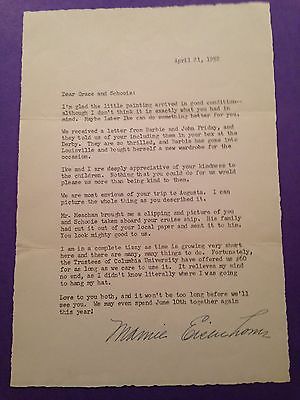 April 21, 1952
Dear Grace and Schooie:
I'm glad the little painting arrived in good condition--
although I don't think it is exactly what you had in
mind. Maybe later Ike can do something better for you.
We received a letter from Barbie and John Friday, and
they told us of your including them in your box at the
Derby. They are so thrilled, and Barbie has gone into
Louisville and bought herself a new wardrobe for the
occasion.
Ike and I are deeply appreciative of your kindness to
the children. Nothing that you could do for us would
please us more than being kind to them.
We are most envious of your trip to Augusta. I can
picture the whole thing as you described it.
Mr. Meachan brought me a clipping and picture of you
and Schooie taken aboard your cruise ship. His family
had cut it out of your local paper and sent it to him.
You look mighty good to us.
I am in a complete tizzy as time is growing very short
here and there are many, many things to do. Fortunately,
the Trustees of Columbia University have offered us #60
for as long as we care to use it. It relieves my mind
no end, as I didn't know literally where I was going
to hang my hat.
Love to you both, and it won't be too long before we'll
see you. We may even spend June 10th together again
this year!
Mamie Eisenhower